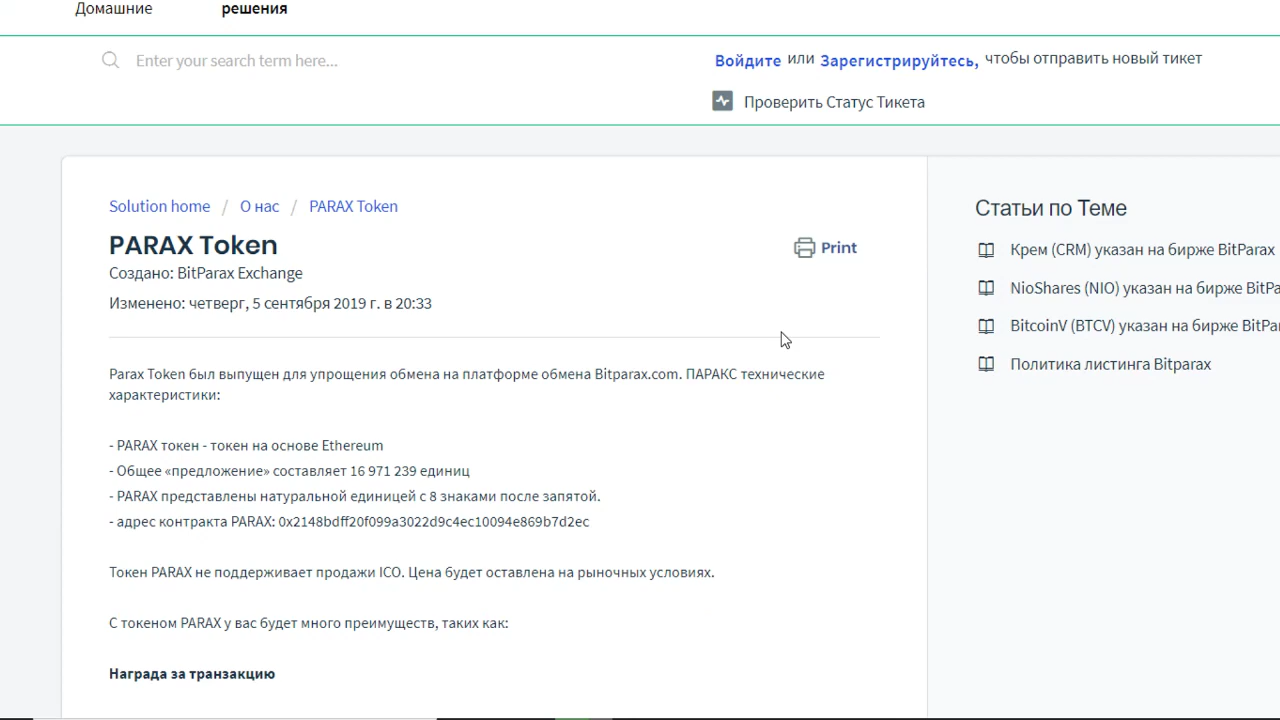 Домашние решения
Enter your search term here...
Войдите или Зарегистрируйтесь, чтобы отправить новый тикет
Проверить Статус Тикета
Solution home / О нас / PARAX Token
PARAX Token
Print
Создано: BitParax Exchange
Изменено: четверг, 5 сентября 2019 г. в 20:33
Parax Token был выпущен для упрощения обмена на платформе обмена Bitparax.com. ПАРАКС технические
характеристики:
- PARAX токен - токен на основе Ethereum
- Общее «предложение» составляет 16 971 239 единиц
- PARAX представлены натуральной единицей с 8 знаками после запятой.
- адрес контракта PARAX: 0x2148bdff20f099a3022d9c4ec10094e869b7d2ec
Токен PARAX не поддерживает продажи ICO. Цена будет оставлена на рыночных условиях.
С токеном PARAX у вас будет много преимуществ, таких как:
Награда за транзакцию
Статьи по Теме
Крем (CRM) указан на бирже BitParax
NioShares (NIO) указан на бирже BitPa
BitcoinV (BTCV) указан на бирже BitPar
Политика листинга Bitparax